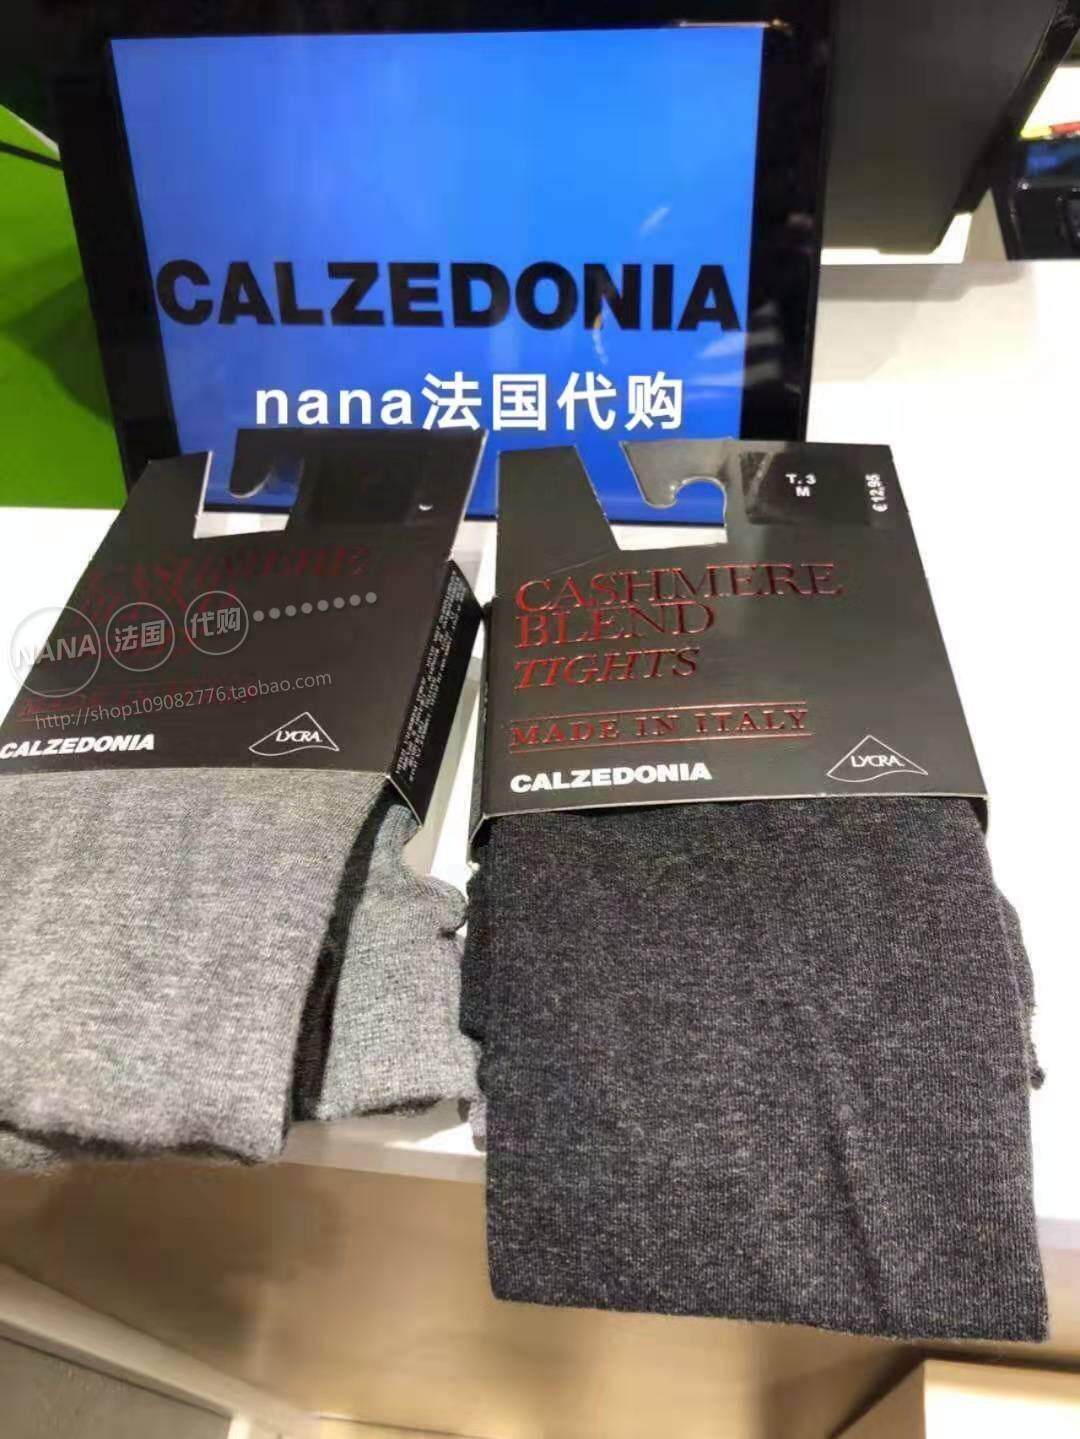 CALZEDONIA
nana法国代购
T.3
M
€12,95
CASHMERE
BLEND
TIGHTS
MADE IN ITALY
CALZEDONIA
LYCRA
NANA 法国 代购
http://shop109082776.taobao.com
CALZEDONIA
LYCRA